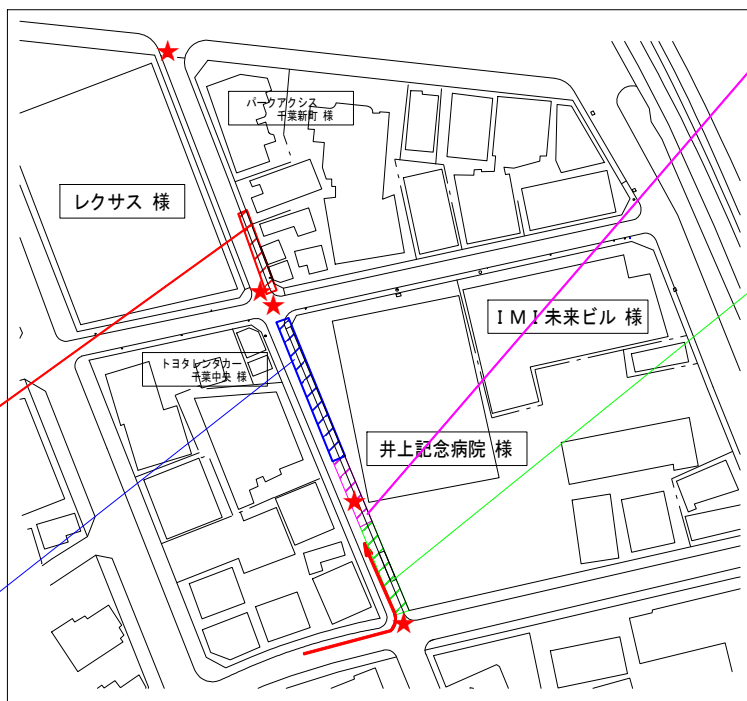 パークアクシス
千葉新町 様
レクサス 様
IMI未来ビル 様
トヨタレンタカー
千葉中央 様
井上記念病院 様